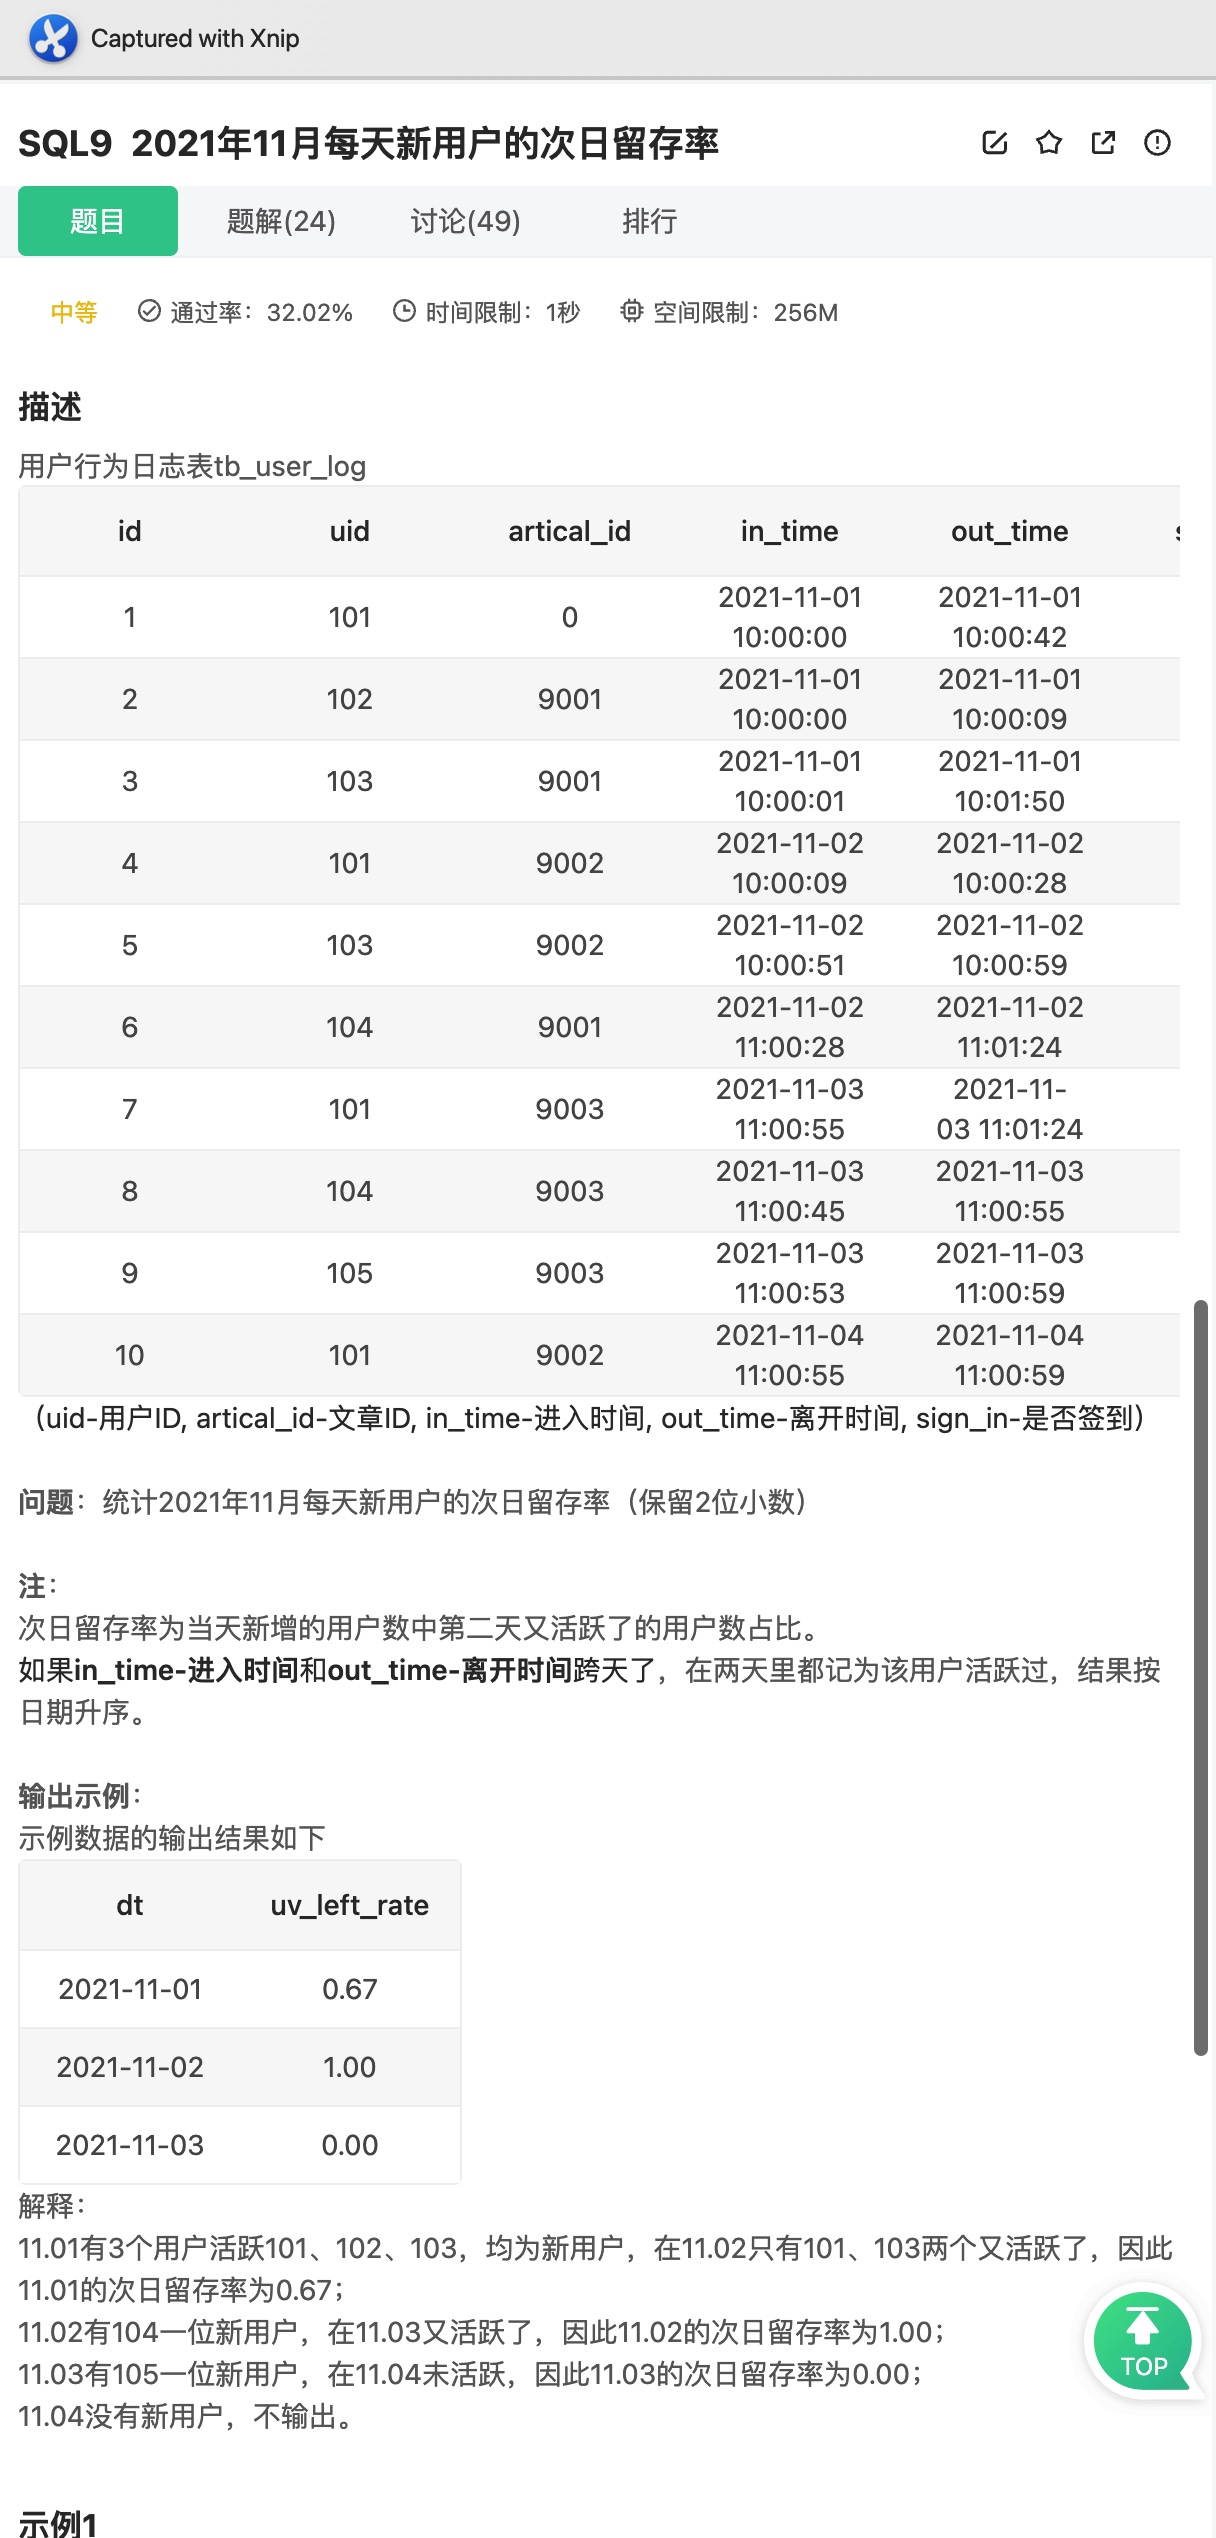 Captured with Xnip
SQL9 2021年11月每天新用户的次日留存率
题目 题解(24) 讨论(49) 排行
中等 通过率：32.02% 时间限制：1秒 空间限制：256M
描述
用户行为日志表tb_user_log
id uid artical_id in_time out_time
1 101 0 2021-11-01 10:00:00 2021-11-01 10:00:42
2 102 9001 2021-11-01 10:00:00 2021-11-01 10:00:09
3 103 9001 2021-11-01 10:00:01 2021-11-01 10:01:50
4 101 9002 2021-11-02 10:00:09 2021-11-02 10:00:28
5 103 9002 2021-11-02 10:00:51 2021-11-02 10:00:59
6 104 9001 2021-11-02 11:00:28 2021-11-02 11:01:24
7 101 9003 2021-11-03 11:00:55 2021-11-03 11:01:24
8 104 9003 2021-11-03 11:00:45 2021-11-03 11:00:55
9 105 9003 2021-11-03 11:00:53 2021-11-03 11:00:59
10 101 9002 2021-11-04 11:00:55 2021-11-04 11:00:59
（uid-用户ID, artical_id-文章ID, in_time-进入时间, out_time-离开时间, sign_in-是否签到）
问题：统计2021年11月每天新用户的次日留存率（保留2位小数）
注：
次日留存率为当天新增的用户数中第二天又活跃了的用户数占比。
如果in_time-进入时间和out_time-离开时间跨天了，在两天里都记为该用户活跃过，结果按
日期升序。
输出示例：
示例数据的输出结果如下
dt uv_left_rate
2021-11-01 0.67
2021-11-02 1.00
2021-11-03 0.00
解释：
11.01有3个用户活跃101、102、103，均为新用户，在11.02只有101、103两个又活跃了，因此
11.01的次日留存率为0.67；
11.02有104一位新用户，在11.03又活跃了，因此11.02的次日留存率为1.00；
11.03有105一位新用户，在11.04未活跃，因此11.03的次日留存率为0.00；
11.04没有新用户，不输出。
TOP
示例1